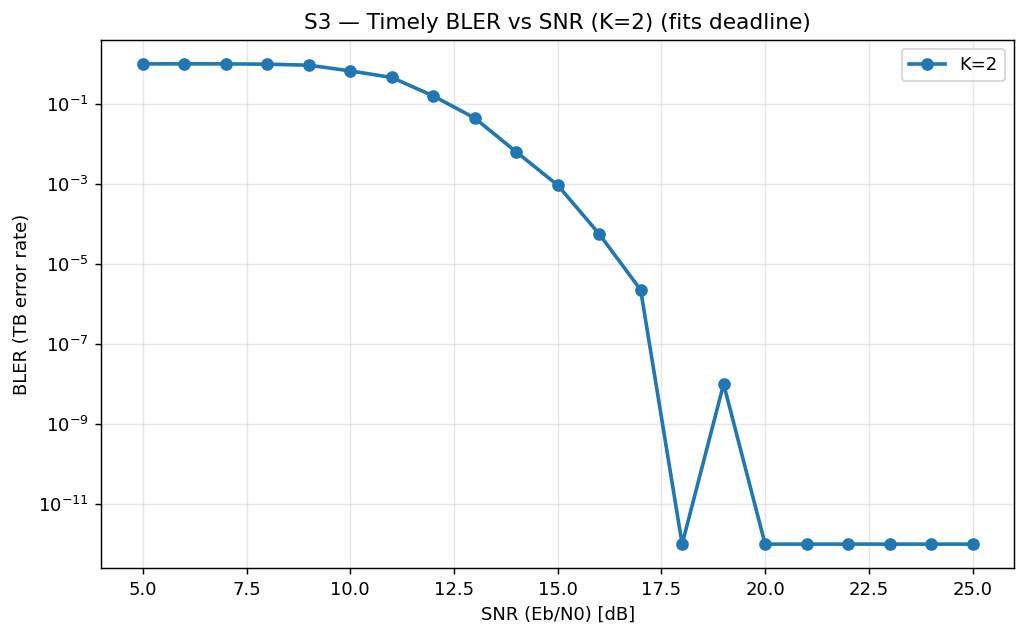 S3 — Timely BLER vs SNR (K=2) (fits deadline)
K=2
BLER (TB error rate)
10⁻¹
10⁻³
10⁻⁵
10⁻⁷
10⁻⁹
10⁻¹¹
5.0 7.5 10.0 12.5 15.0 17.5 20.0 22.5 25.0
SNR (Eb/N0) [dB]